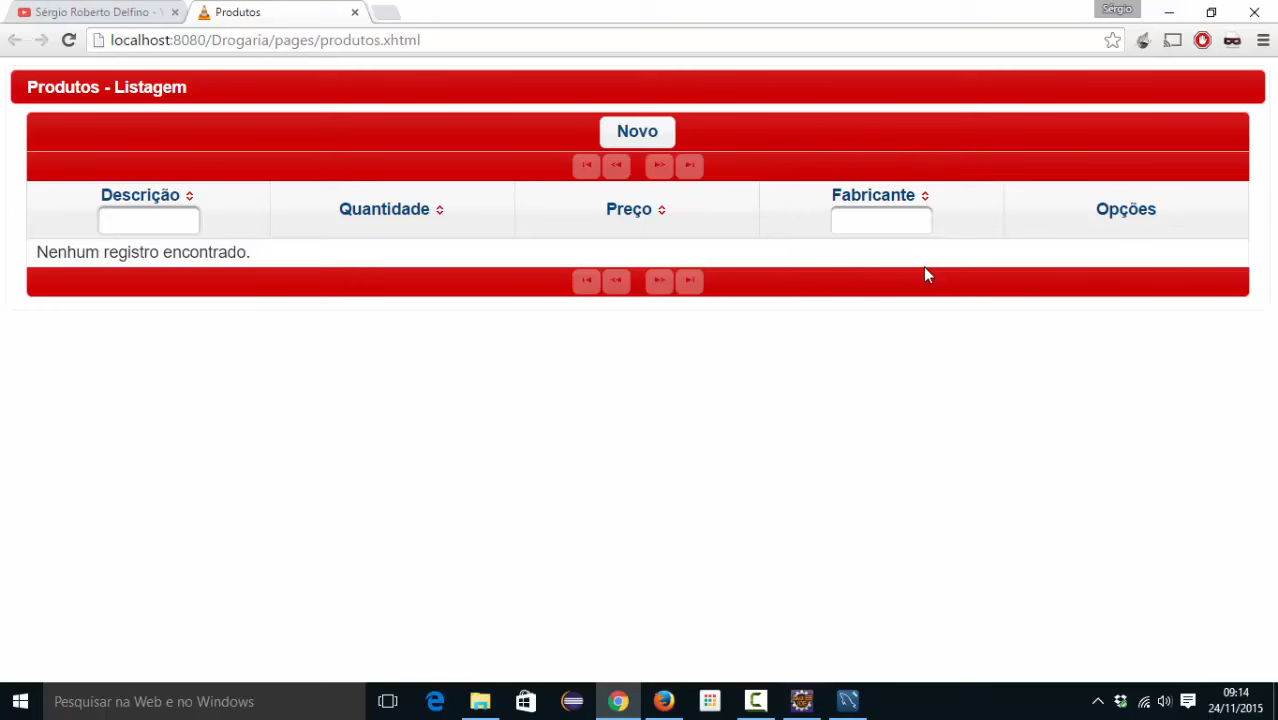 Sérgio Roberto Delfino -
Produtos
Sérgio
localhost:8080/Drogaria/pages/produtos.xhtml
Produtos - Listagem
Novo
Descrição
Quantidade
Preço
Fabricante
Opções
Nenhum registro encontrado.
Pesquisar na Web e no Windows
09:14
24/11/2015